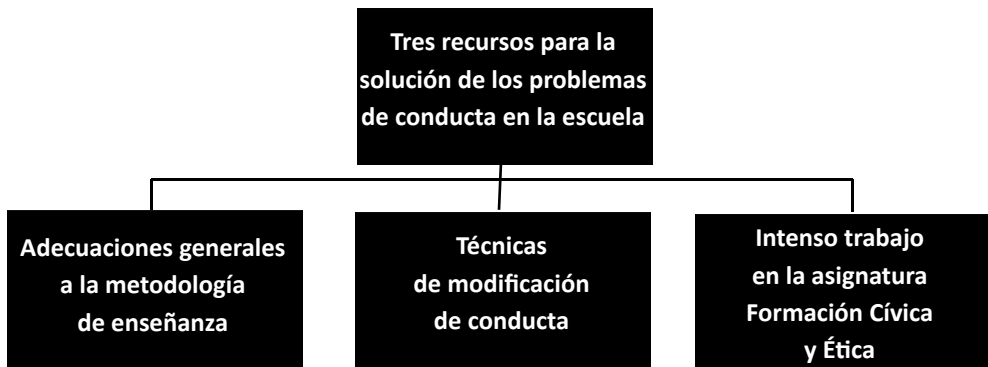 Tres recursos para la
solución de los problemas
de conducta en la escuela
Adecuaciones generales
a la metodología
de enseñanza
Técnicas
de modificación
de conducta
Intenso trabajo
en la asignatura
Formación Cívica
y Ética